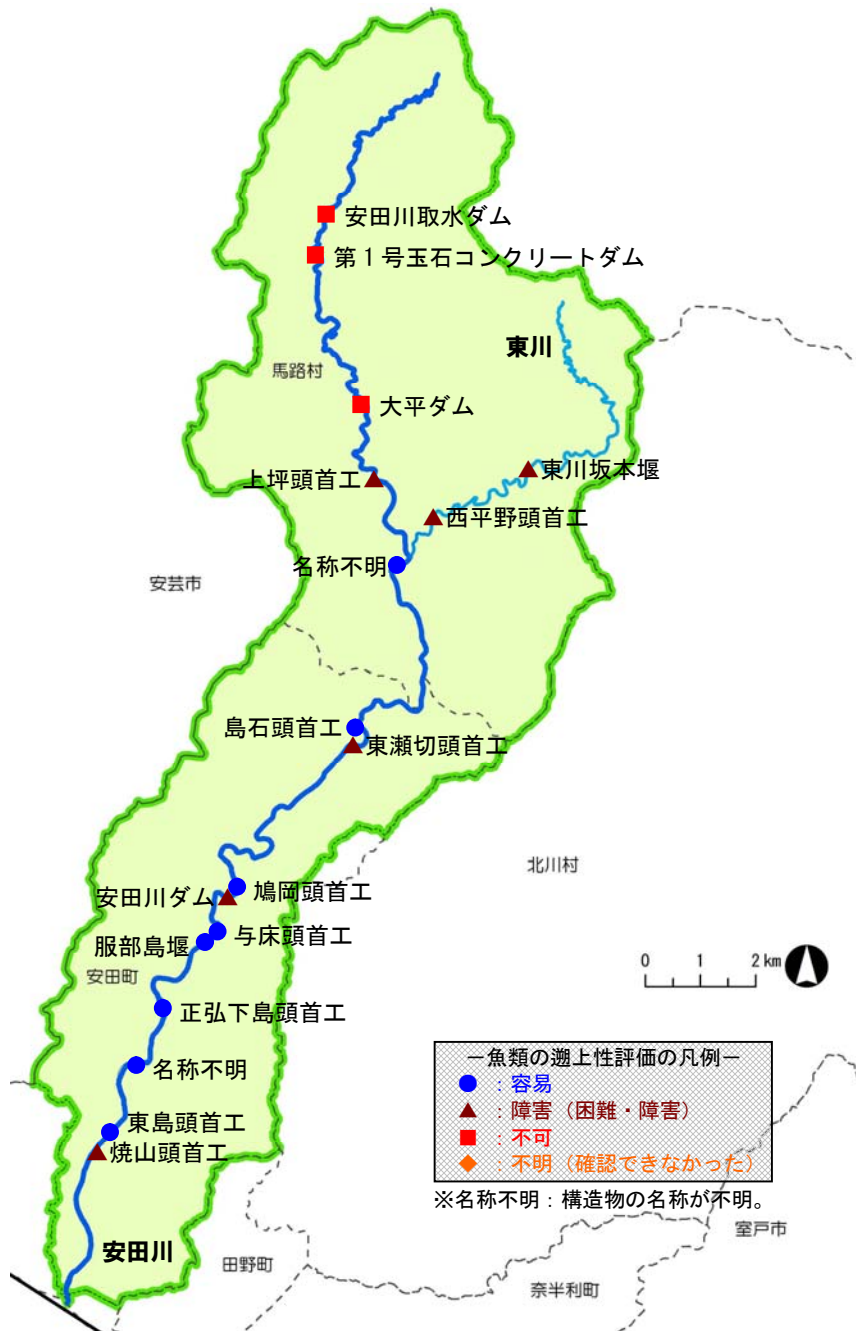 安田川取水ダム
第1号玉石コンクリートダム
東川
馬路村
大平ダム
上坪頭首工
東川坂本堰
西平野頭首工
名称不明
安芸市
島石頭首工
東瀬切頭首工
北川村
鳩岡頭首工
安田川ダム
与床頭首工
服部島堰
安田町
0 1 2 km
正弘下島頭首工
名称不明
東島頭首工
焼山頭首工
－魚類の遡上性評価の凡例－
：容易
：障害（困難・障害）
：不可
：不明（確認できなかった）
※名称不明：構造物の名称が不明。
安田川
田野町
室戸市
奈半利町